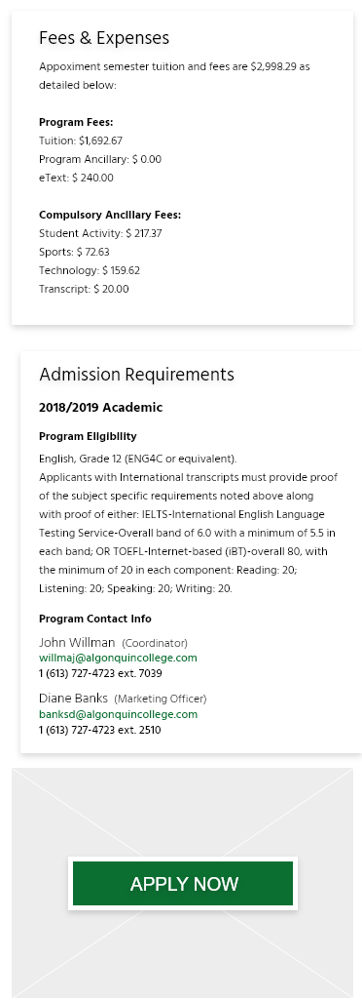 Fees & Expenses
Appoximent semester tuition and fees are $2,998.29 as
detailed below:
Program Fees:
Tuition: $1,692.67
Program Ancillary: $ 0.00
eText: $ 240.00
Compulsory Ancillary Fees:
Student Activity: $ 217.37
Sports: $ 72.63
Technology: $ 159.62
Transcript: $ 20.00
Admission Requirements
2018/2019 Academic
Program Eligibility
English, Grade 12 (ENG4C or equivalent).
Applicants with International transcripts must provide proof
of the subject specific requirements noted above along
with proof of either: IELTS-International English Language
Testing Service-Overall band of 6.0 with a minimum of 5.5 in
each band; OR TOEFL-Internet-based (iBT)-overall 80, with
the minimum of 20 in each component: Reading: 20;
Listening: 20; Speaking: 20; Writing: 20.
Program Contact Info
John Willman (Coordinator)
willmaj@algonquincollege.com
1 (613) 727-4723 ext. 7039
Diane Banks (Marketing Officer)
banksd@algonquincollege.com
1 (613) 727-4723 ext. 2510
APPLY NOW